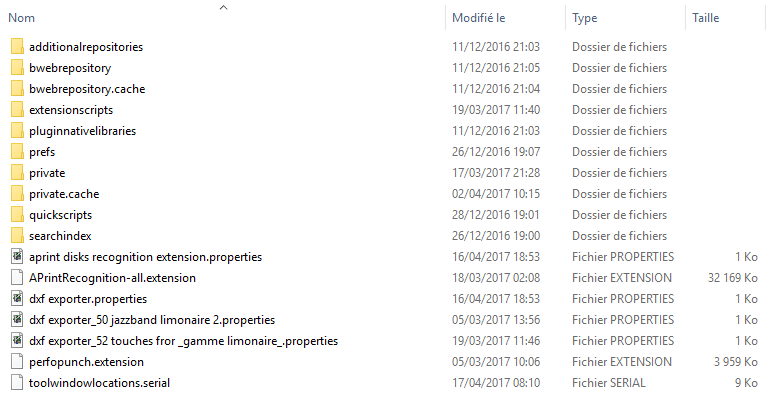 Nom Modifié le Type Taille
additionalrepositories 11/12/2016 21:03 Dossier de fichiers
bwebrepository 11/12/2016 21:05 Dossier de fichiers
bwebrepository.cache 11/12/2016 21:04 Dossier de fichiers
extensionscripts 19/03/2017 11:40 Dossier de fichiers
pluginnativelibraries 11/12/2016 21:03 Dossier de fichiers
prefs 26/12/2016 19:07 Dossier de fichiers
private 17/03/2017 21:28 Dossier de fichiers
private.cache 02/04/2017 10:15 Dossier de fichiers
quickscripts 28/12/2016 19:01 Dossier de fichiers
searchindex 26/12/2016 19:00 Dossier de fichiers
aprint disks recognition extension.properties 16/04/2017 18:53 Fichier PROPERTIES 1 Ko
APrintRecognition-all.extension 18/03/2017 02:08 Fichier EXTENSION 32 169 Ko
dxf exporter.properties 16/04/2017 18:53 Fichier PROPERTIES 1 Ko
dxf exporter_50 jazzband limonaire 2.properties 05/03/2017 13:56 Fichier PROPERTIES 1 Ko
dxf exporter_52 touches fror _gamme limonaire_.properties 19/03/2017 11:46 Fichier PROPERTIES 1 Ko
perfopunch.extension 05/03/2017 10:06 Fichier EXTENSION 3 959 Ko
toolwindowlocations.serial 17/04/2017 08:10 Fichier SERIAL 9 Ko